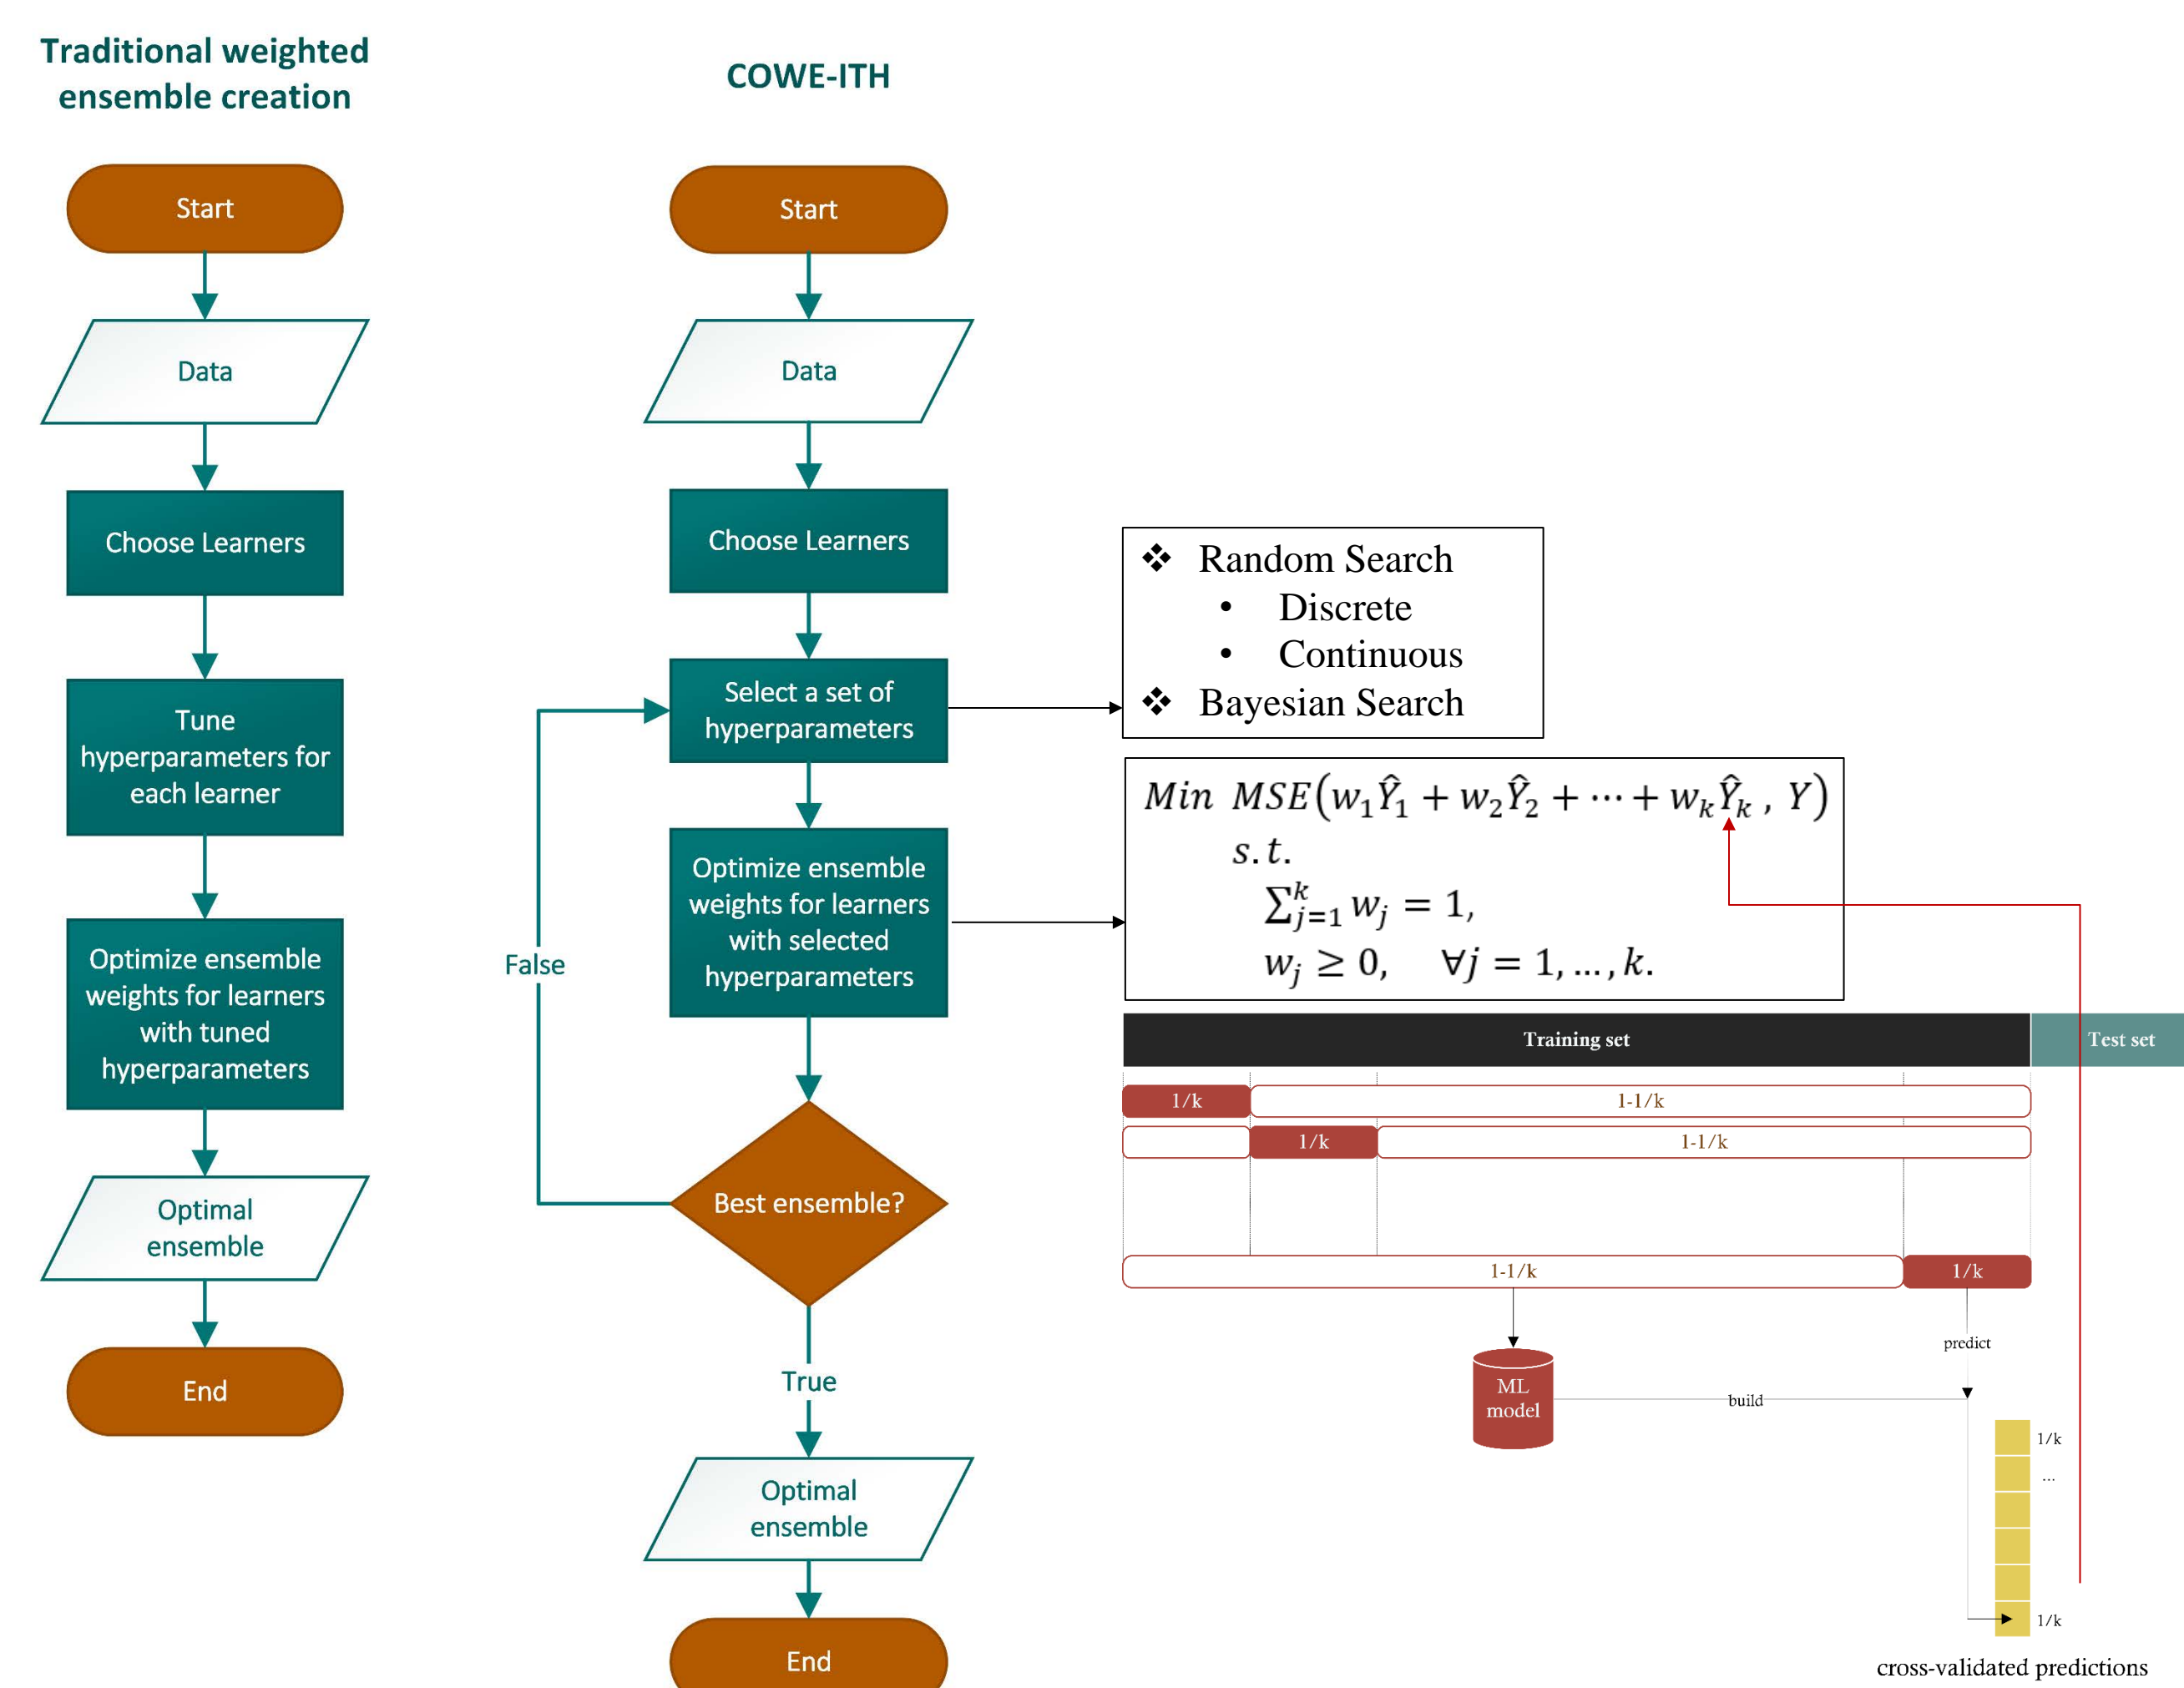 Traditional weighted
ensemble creation
Start
Data
Choose Learners
Tune
hyperparameters for
each learner
Optimize ensemble
weights for learners
with tuned
hyperparameters
Optimal
ensemble
End
COWE-ITH
Start
Data
Choose Learners
Select a set of
hyperparameters
Optimize ensemble
weights for learners
with selected
hyperparameters
False
Best ensemble?
True
Optimal
ensemble
End
❖ Random Search
• Discrete
• Continuous
❖ Bayesian Search
Min MSE(w₁Ŷ₁ + w₂Ŷ₂ + ⋯ + wₖŶₖ , Y)
s.t.
∑ᵏⱼ₌₁ wⱼ = 1,
wⱼ ≥ 0, ∀j = 1, …, k.
Training set Test set
1/k 1-1/k
1/k 1-1/k
1-1/k 1/k
predict
ML
model
build
1/k
...
1/k
cross-validated predictions